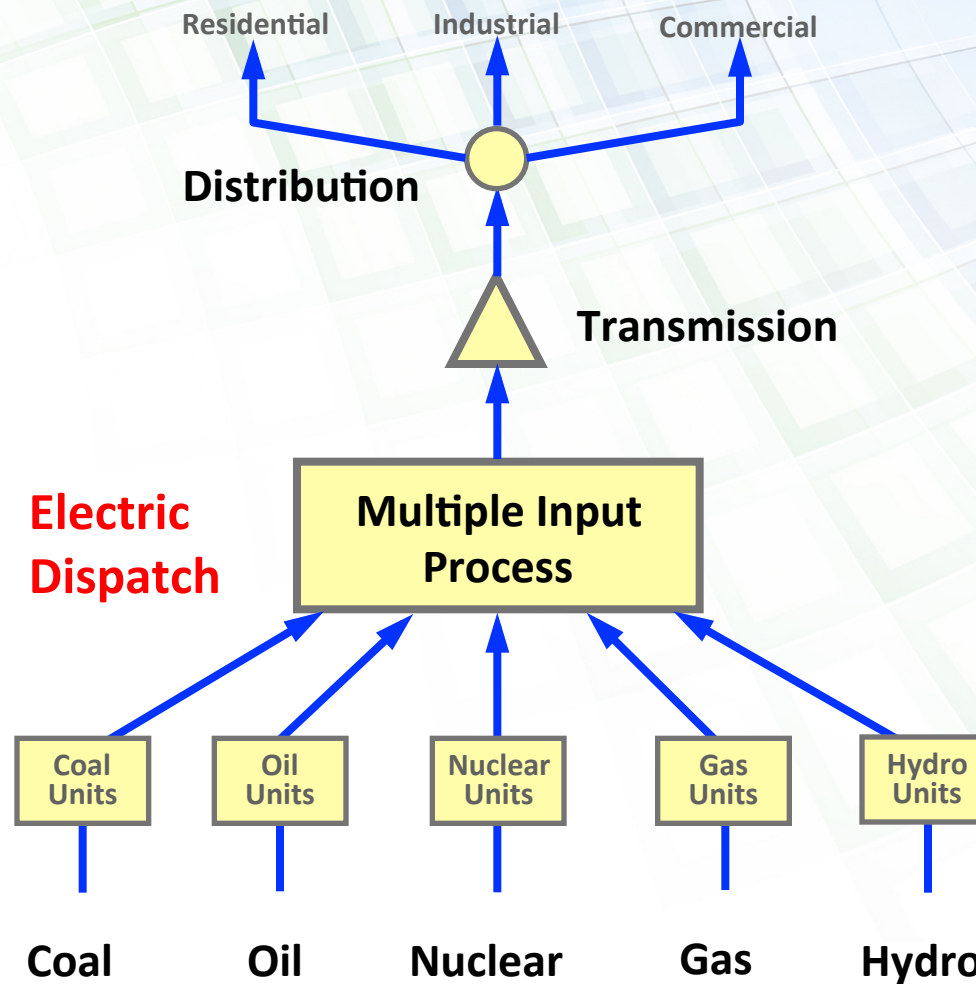 Residential Industrial Commercial
Distribution
Transmission
Electric
Dispatch
Multiple Input
Process
Coal
Units
Oil
Units
Nuclear
Units
Gas
Units
Hydro
Units
Coal Oil Nuclear Gas Hydro